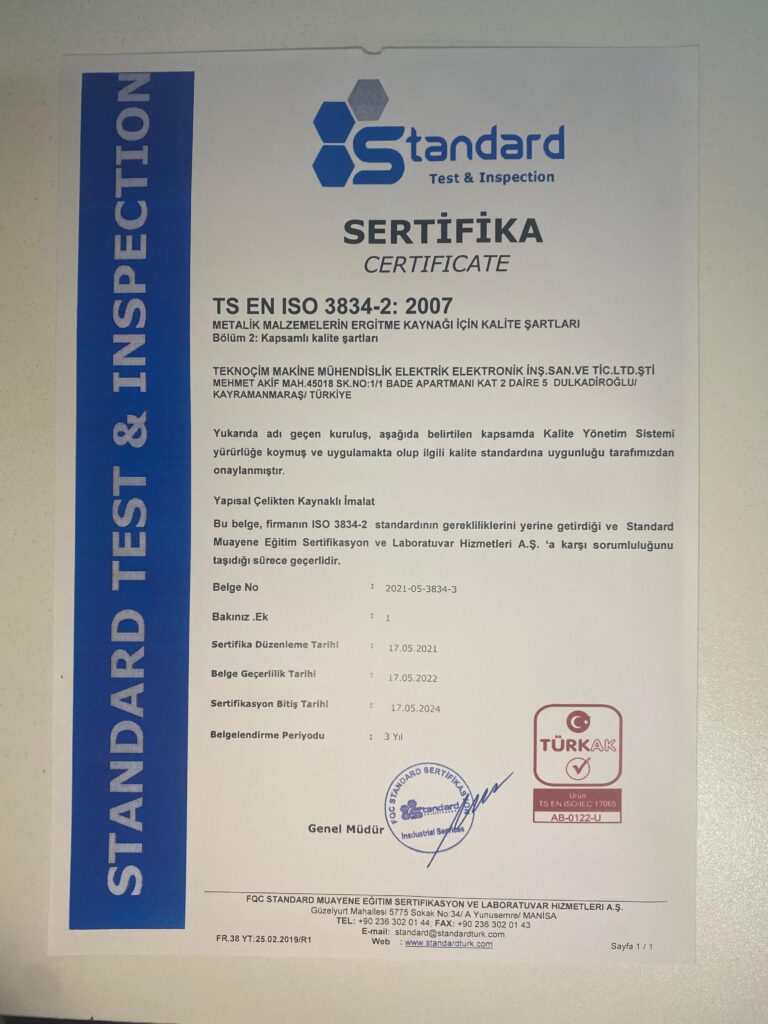 STANDARD TEST & INSPECTION
Standard
Test & Inspection
SERTİFİKA
CERTIFICATE
TS EN ISO 3834-2: 2007
METALİK MALZEMELERİN ERGİTME KAYNAĞI İÇİN KALİTE ŞARTLARI
Bölüm 2: Kapsamlı kalite şartları
TEKNOÇİM MAKİNE MÜHENDİSLİK ELEKTRİK ELEKTRONİK İNŞ.SAN.VE TİC.LTD.ŞTİ
MEHMET AKİF MAH.45018 SK.NO:1/1 BADE APARTMANI KAT 2 DAİRE 5 DULKADİROĞLU/
KAYRAMANMARAŞ/ TÜRKİYE
Yukarıda adı geçen kuruluş, aşağıda belirtilen kapsamda Kalite Yönetim Sistemi
yürürlüğe koymuş ve uygulamakta olup ilgili kalite standardına uygunluğu tarafımızdan
onaylanmıştır.
Yapısal Çelikten Kaynaklı İmalat
Bu belge, firmanın ISO 3834-2 standardının gerekliliklerini yerine getirdiği ve Standard
Muayene Eğitim Sertifikasyon ve Laboratuvar Hizmetleri A.Ş. ‘a karşı sorumluluğunu
taşıdığı sürece geçerlidir.
Belge No : 2021-05-3834-3
Bakınız .Ek : 1
Sertifika Düzenleme Tarihi : 17.05.2021
Belge Geçerlilik Tarihi : 17.05.2022
Sertifikasyon Bitiş Tarihi : 17.05.2024
Belgelendirme Periyodu : 3 Yıl
TÜRKAK
Ürün
TS EN ISO/IEC 17065
AB-0122-U
FQC STANDARD SERTİFİKASYON
Standard
Insdustrial Services
Genel Müdür
FQC STANDARD MUAYENE EĞİTİM SERTİFİKASYON VE LABORATUVAR HİZMETLERİ A.Ş.
Güzelyurt Mahallesi 5775 Sokak No:34/ A Yunusemre/ MANİSA
TEL: +90 236 302 01 44, FAX: +90 236 302 01 43
E-mail: standard@standardturk.com
Web : www.standardturk.com
FR.38 YT:25.02.2019/R1
Sayfa 1 / 1